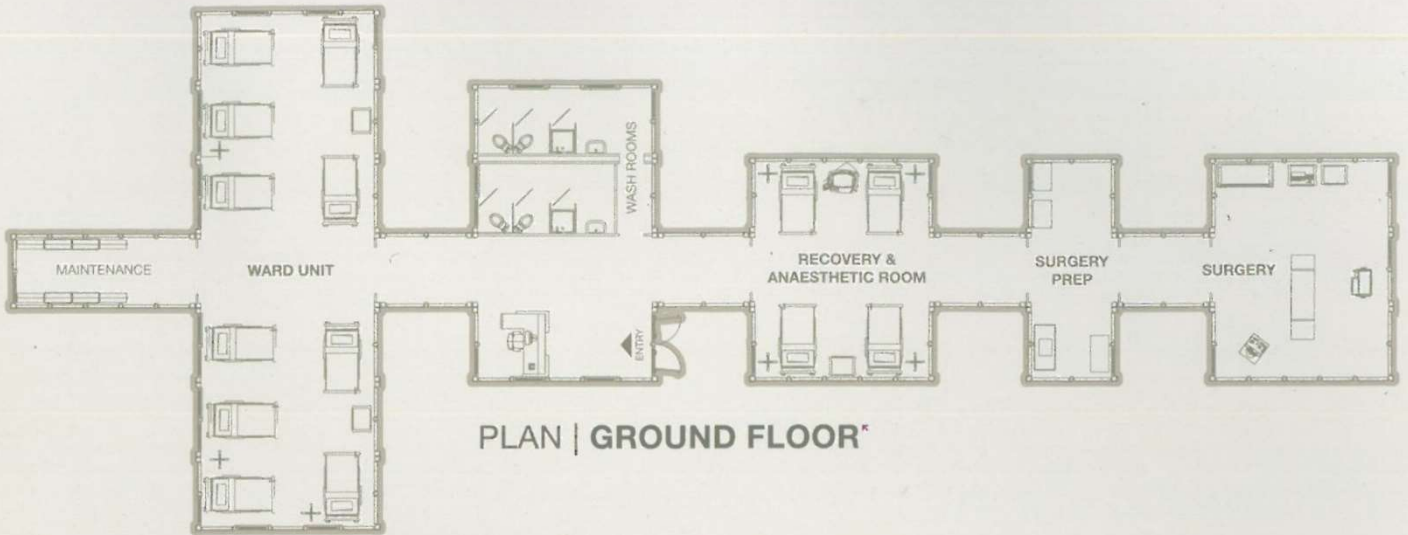 WASH ROOMS
MAINTENANCE
WARD UNIT
RECOVERY &
ANAESTHETIC ROOM
SURGERY
PREP
SURGERY
ENTRY
PLAN | GROUND FLOOR